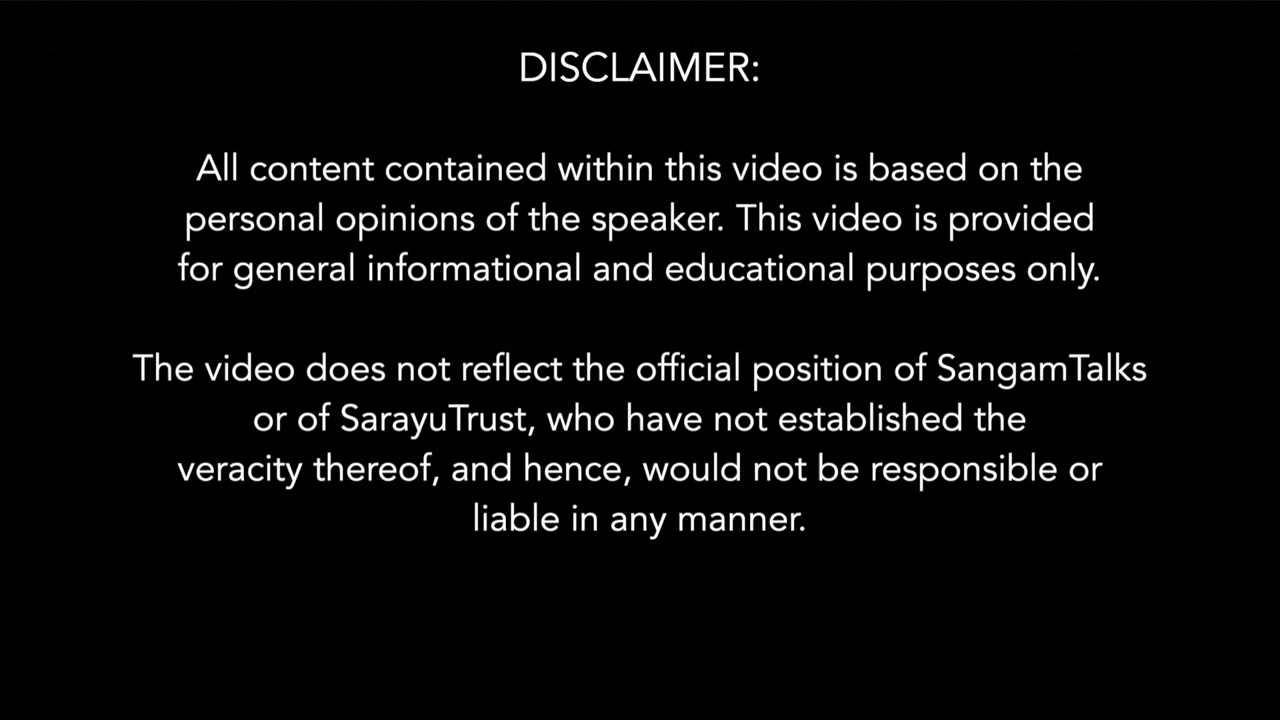 DISCLAIMER:
All content contained within this video is based on the
personal opinions of the speaker. This video is provided
for general informational and educational purposes only.
The video does not reflect the official position of SangamTalks
or of SarayuTrust, who have not established the
veracity thereof, and hence, would not be responsible or
liable in any manner.